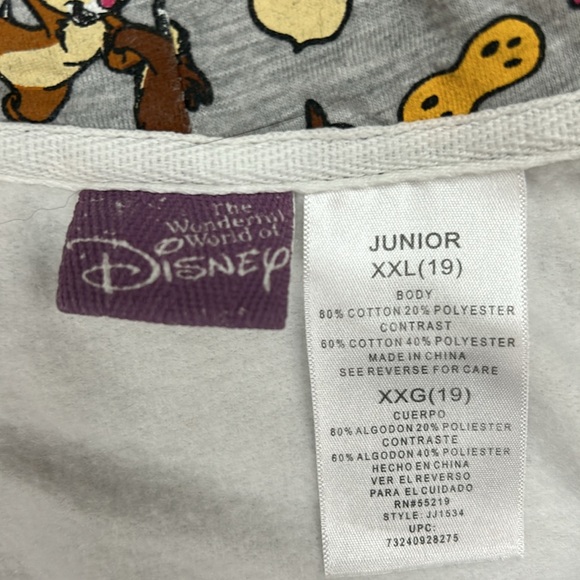 The
Wonderful
World of
Disney
JUNIOR
XXL(19)
BODY
80% COTTON 20% POLYESTER
CONTRAST
60% COTTON 40% POLYESTER
MADE IN CHINA
SEE REVERSE FOR CARE
XXG(19)
CUERPO
80% ALGODON 20% POLIESTER
CONTRASTE
60% ALGODON 40% POLIESTER
HECHO EN CHINA
VER EL REVERSO
PARA EL CUIDADO
RN#55219
STYLE: JJ1534
UPC:
73240928275